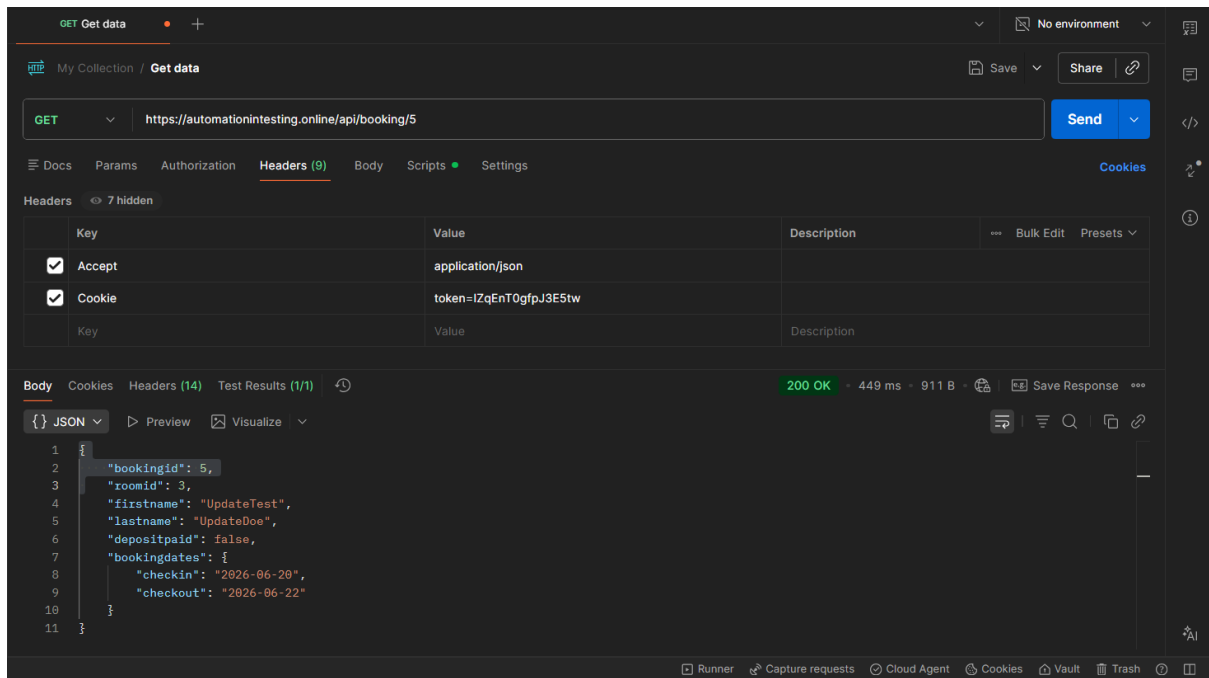 GET Get data
No environment
HTTP My Collection / Get data
Save Share
GET https://automationintesting.online/api/booking/5 Send
Docs Params Authorization Headers (9) Body Scripts Settings Cookies
Headers 7 hidden
Key Value Description Bulk Edit Presets
Accept application/json
Cookie token=IZqEnT0gfpJ3E5tw
Key Value Description
Body Cookies Headers (14) Test Results (1/1) 200 OK 449 ms 911 B e.g. Save Response
{} JSON Preview Visualize
1 {
2 "bookingid": 5,
3 "roomid": 3,
4 "firstname": "UpdateTest",
5 "lastname": "UpdateDoe",
6 "depositpaid": false,
7 "bookingdates": {
8 "checkin": "2026-06-20",
9 "checkout": "2026-06-22"
10 }
11 }
AI
Runner Capture requests Cloud Agent Cookies Vault Trash